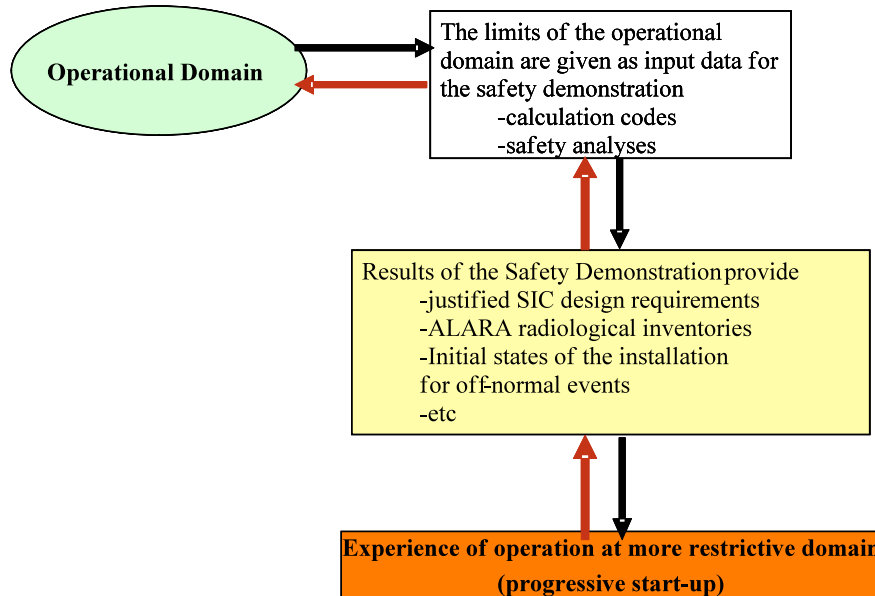 Operational Domain
The limits of the operational
domain are given as input data for
the safety demonstration
-calculation codes
-safety analyses
Results of the Safety Demonstration provide
-justified SIC design requirements
-ALARA radiological inventories
-Initial states of the installation
for off-normal events
-etc
Experience of operation at more restrictive domain
(progressive start-up)